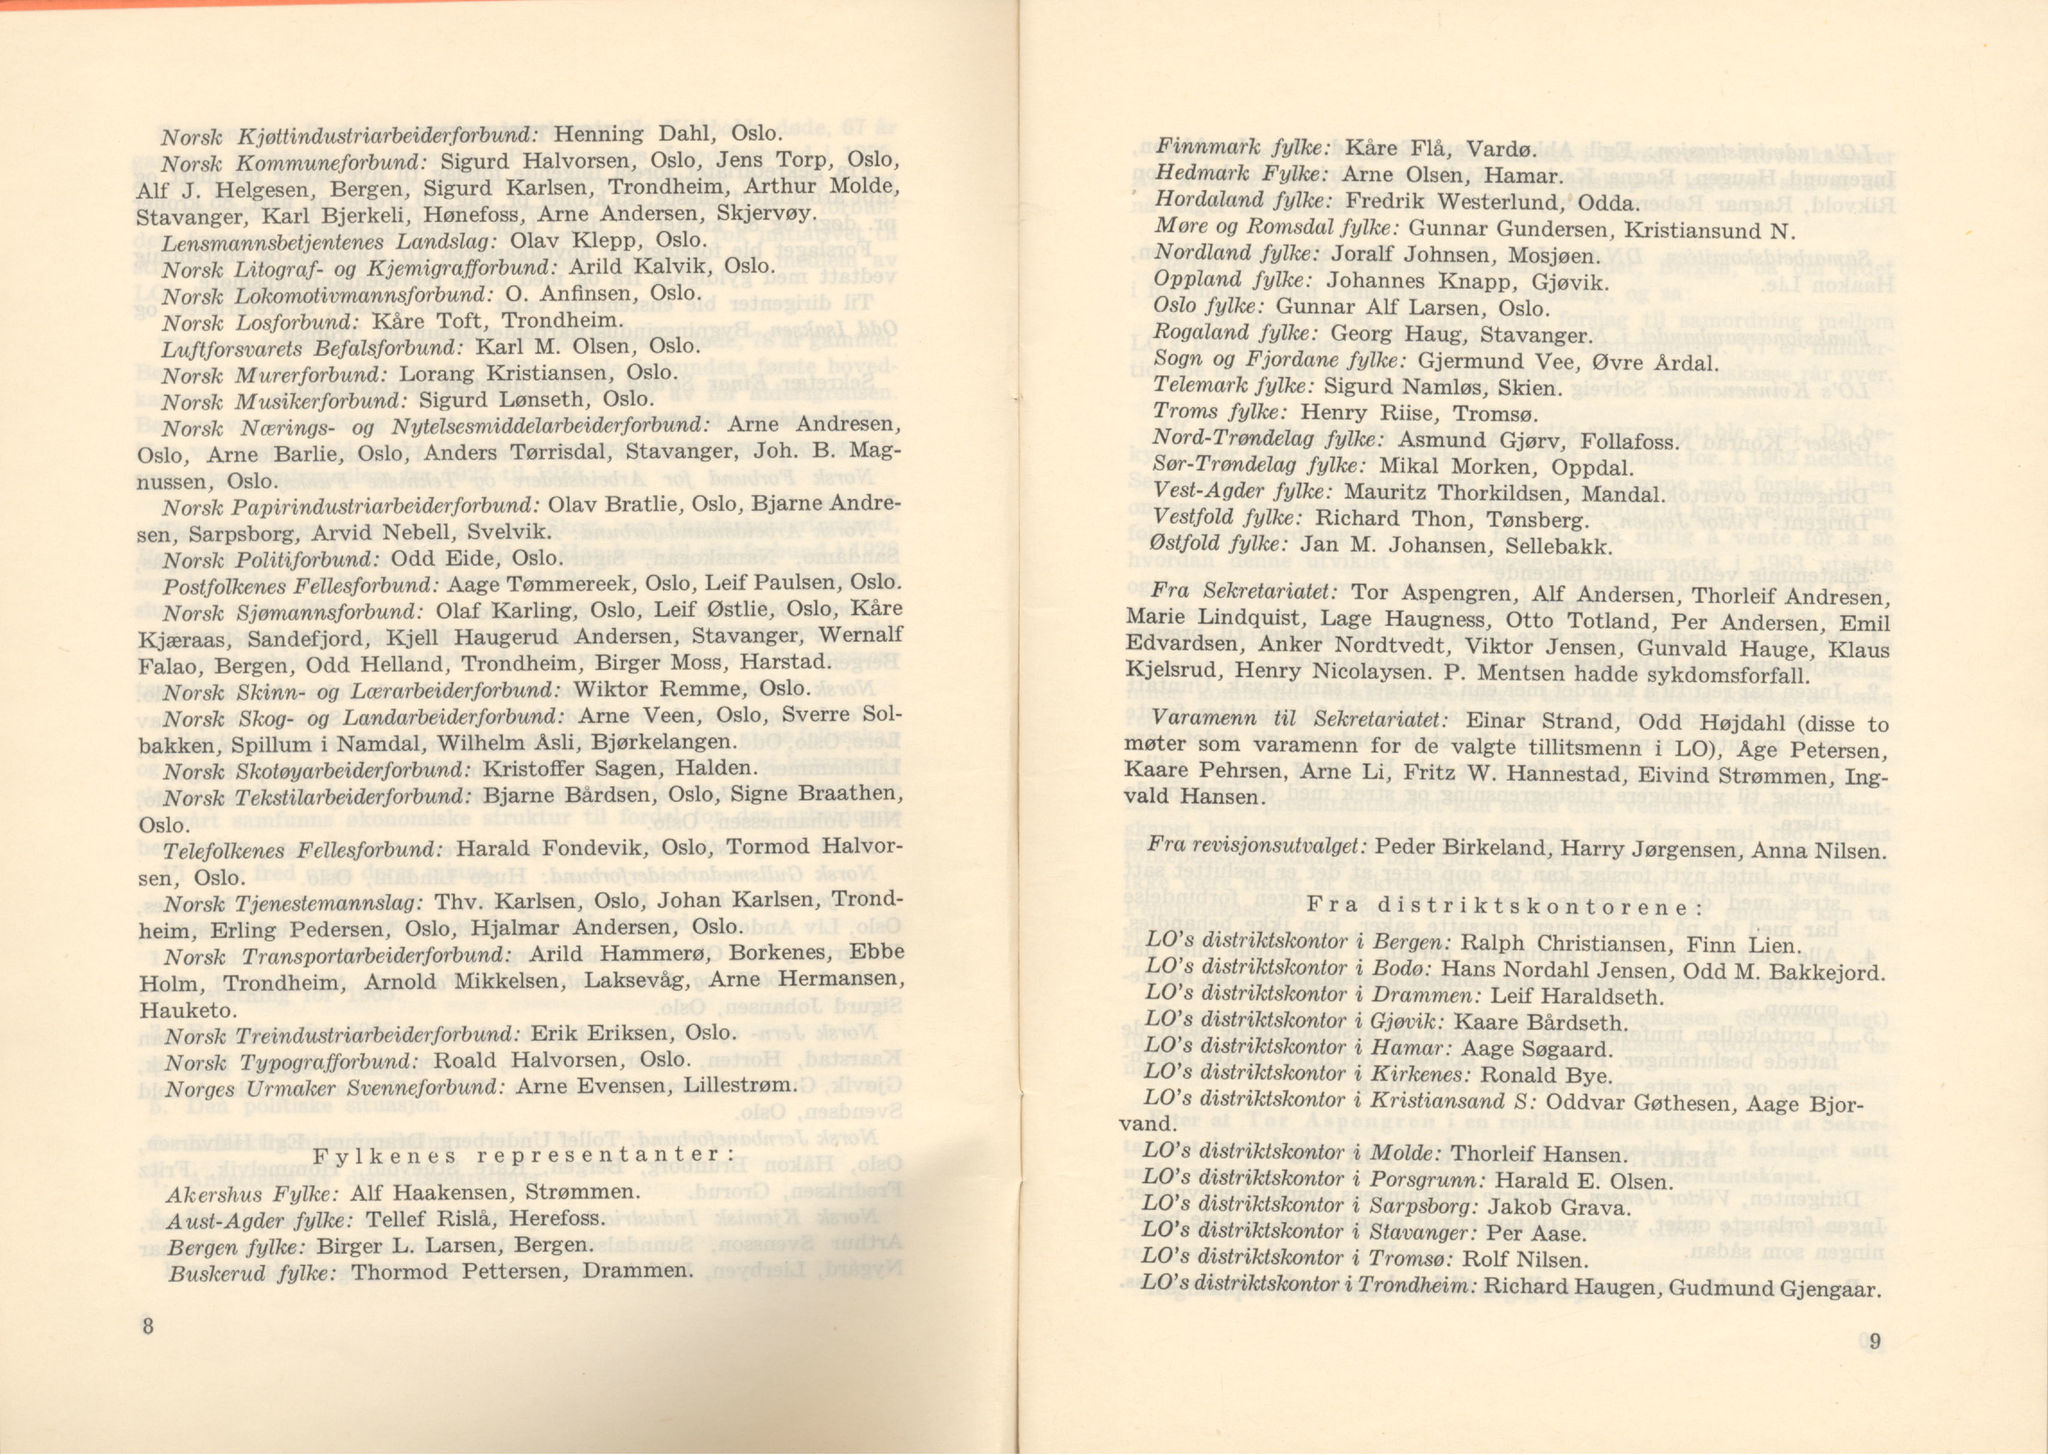 Norsk Kjøttindustriarbeiderforbund: Henning Dahl, Oslo.
Norsk Kommuneforbund: Sigurd Halvorsen, Oslo, Jens Torp, Oslo,
Alf J. Helgesen, Bergen, Sigurd Karlsen, Trondheim, Arthur Molde,
Stavanger, Karl Bjerkeli, Hønefoss, Arne Andersen, Skjervøy.
Lensmannsbetjentenes Landslag: Olav Klepp, Oslo.
Norsk Litograf- og Kjemigrafforbund: Arild Kalvik, Oslo.
Norsk Lokomotivmannsforbund: O. Anfinsen, Oslo.
Norsk Losforbund: Kåre Toft, Trondheim.
Luftforsvarets Befalsforbund: Karl M. Olsen, Oslo.
Norsk Murerforbund: Lorang Kristiansen, Oslo.
Norsk Musikerforbund: Sigurd Lønseth, Oslo.
Norsk Nærings- og Nytelsesmiddelarbeiderforbund: Arne Andresen,
Oslo, Arne Barlie, Oslo, Anders Tørrisdal, Stavanger, Joh. B. Mag-
nussen, Oslo.
Norsk Papirindustriarbeiderforbund: Olav Bratlie, Oslo, Bjarne Andre-
sen, Sarpsborg, Arvid Nebell, Svelvik.
Norsk Politiforbund: Odd Eide, Oslo.
Postfolkenes Fellesforbund: Aage Tømmereek, Oslo, Leif Paulsen, Oslo.
Norsk Sjømannsforbund: Olaf Karling, Oslo, Leif Østlie, Oslo, Kåre
Kjæraas, Sandefjord, Kjell Haugerud Andersen, Stavanger, Wernalf
Falao, Bergen, Odd Helland, Trondheim, Birger Moss, Harstad.
Norsk Skinn- og Lærarbeiderforbund: Wiktor Remme, Oslo.
Norsk Skog- og Landarbeiderforbund: Arne Veen, Oslo, Sverre Sol-
bakken, Spillum i Namdal, Wilhelm Åsli, Bjørkelangen.
Norsk Skotøyarbeiderforbund: Kristoffer Sagen, Halden.
Norsk Tekstilarbeiderforbund: Bjarne Bårdsen, Oslo, Signe Braathen,
Oslo.
Telefolkenes Fellesforbund: Harald Fondevik, Oslo, Tormod Halvor-
sen, Oslo.
Norsk Tjenestemannslag: Thv. Karlsen, Oslo, Johan Karlsen, Trond-
heim, Erling Pedersen, Oslo, Hjalmar Andersen, Oslo.
Norsk Transportarbeiderforbund: Arild Hammerø, Borkenes, Ebbe
Holm, Trondheim, Arnold Mikkelsen, Laksevåg, Arne Hermansen,
Hauketo.
Norsk Treindustriarbeiderforbund: Erik Eriksen, Oslo.
Norsk Typografforbund: Roald Halvorsen, Oslo.
Norges Urmaker Svenneforbund: Arne Evensen, Lillestrøm.
Fylkenes representanter:
Akershus Fylke: Alf Haakensen, Strømmen.
Aust-Agder fylke: Tellef Rislå, Herefoss.
Bergen fylke: Birger L. Larsen, Bergen.
Buskerud fylke: Thormod Pettersen, Drammen.
8
Finnmark fylke: Kåre Flå, Vardø.
Hedmark Fylke: Arne Olsen, Hamar.
Hordaland fylke: Fredrik Westerlund, Odda.
Møre og Romsdal fylke: Gunnar Gundersen, Kristiansund N.
Nordland fylke: Joralf Johnsen, Mosjøen.
Oppland fylke: Johannes Knapp, Gjøvik.
Oslo fylke: Gunnar Alf Larsen, Oslo.
Rogaland fylke: Georg Haug, Stavanger.
Sogn og Fjordane fylke: Gjermund Vee, Øvre Årdal.
Telemark fylke: Sigurd Namløs, Skien.
Troms fylke: Henry Riise, Tromsø.
Nord-Trøndelag fylke: Asmund Gjørv, Follafoss.
Sør-Trøndelag fylke: Mikal Morken, Oppdal.
Vest-Agder fylke: Mauritz Thorkildsen, Mandal.
Vestfold fylke: Richard Thon, Tønsberg.
Østfold fylke: Jan M. Johansen, Sellebakk.
Fra Sekretariatet: Tor Aspengren, Alf Andersen, Thorleif Andresen,
Marie Lindquist, Lage Haugness, Otto Totland, Per Andersen, Emil
Edvardsen, Anker Nordtvedt, Viktor Jensen, Gunvald Hauge, Klaus
Kjelsrud, Henry Nicolaysen. P. Mentsen hadde sykdomsforfall.
Varamenn til Sekretariatet: Einar Strand, Odd Højdahl (disse to
møter som varamenn for de valgte tillitsmenn i LO), Åge Petersen,
Kaare Pehrsen, Arne Li, Fritz W. Hannestad, Eivind Strømmen, Ing-
vald Hansen.
Fra revisjonsutvalget: Peder Birkeland, Harry Jørgensen, Anna Nilsen.
Fra distriktskontorene:
LO's distriktskontor i Bergen: Ralph Christiansen, Finn Lien.
LO's distriktskontor i Bodø: Hans Nordahl Jensen, Odd M. Bakkejord.
LO's distriktskontor i Drammen: Leif Haraldseth.
LO's distriktskontor i Gjøvik: Kaare Bårdseth.
LO's distriktskontor i Hamar: Aage Søgaard.
LO's distriktskontor i Kirkenes: Ronald Bye.
LO's distriktskontor i Kristiansand S: Oddvar Gøthesen, Aage Bjor-
vand.
LO's distriktskontor i Molde: Thorleif Hansen.
LO's distriktskontor i Porsgrunn: Harald E. Olsen.
LO's distriktskontor i Sarpsborg: Jakob Grava.
LO's distriktskontor i Stavanger: Per Aase.
LO's distriktskontor i Tromsø: Rolf Nilsen.
LO's distriktskontor i Trondheim: Richard Haugen, Gudmund Gjengaar.
9